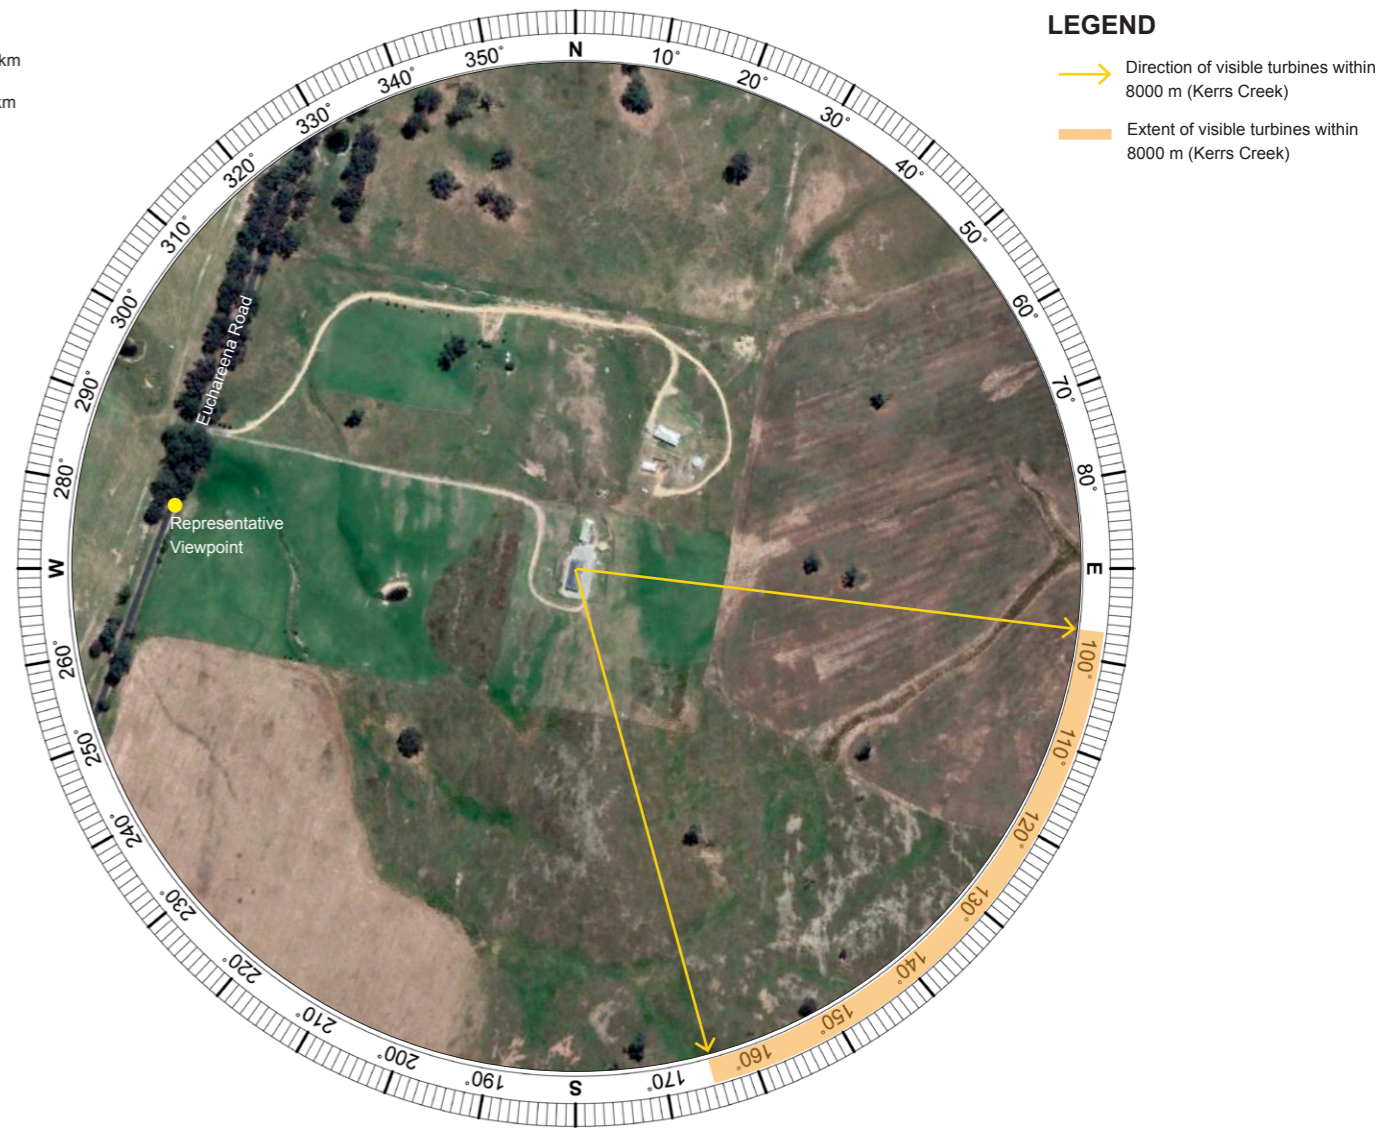 km
km
LEGEND
Direction of visible turbines within
8000 m (Kerrs Creek)
Extent of visible turbines within
8000 m (Kerrs Creek)
N
10°
20°
30°
40°
50°
60°
70°
80°
E
100°
110°
120°
130°
140°
150°
160°
170°
S
190°
200°
210°
220°
230°
240°
250°
260°
W
280°
290°
300°
310°
320°
330°
340°
350°
Euchareena Road
Representative
Viewpoint